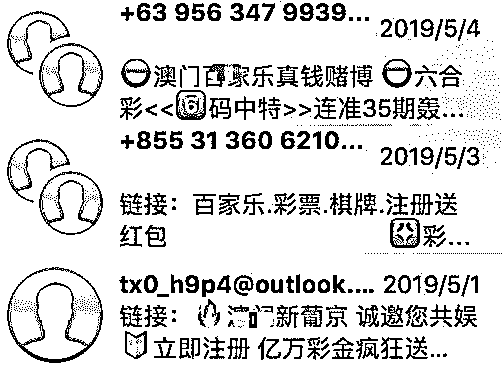 +63 956 347 9939...
2019/5/4
澳门百家乐真钱赌博 六合
彩<<⑥码中特>>连准35期轰...
+855 31 360 6210...
2019/5/3
链接：百家乐.彩票.棋牌.注册送
红包 彩...
tx0_h9p4@outlook.... 2019/5/1
链接： 澳门新葡京 诚邀您共娱
立即注册 亿万彩金疯狂送...